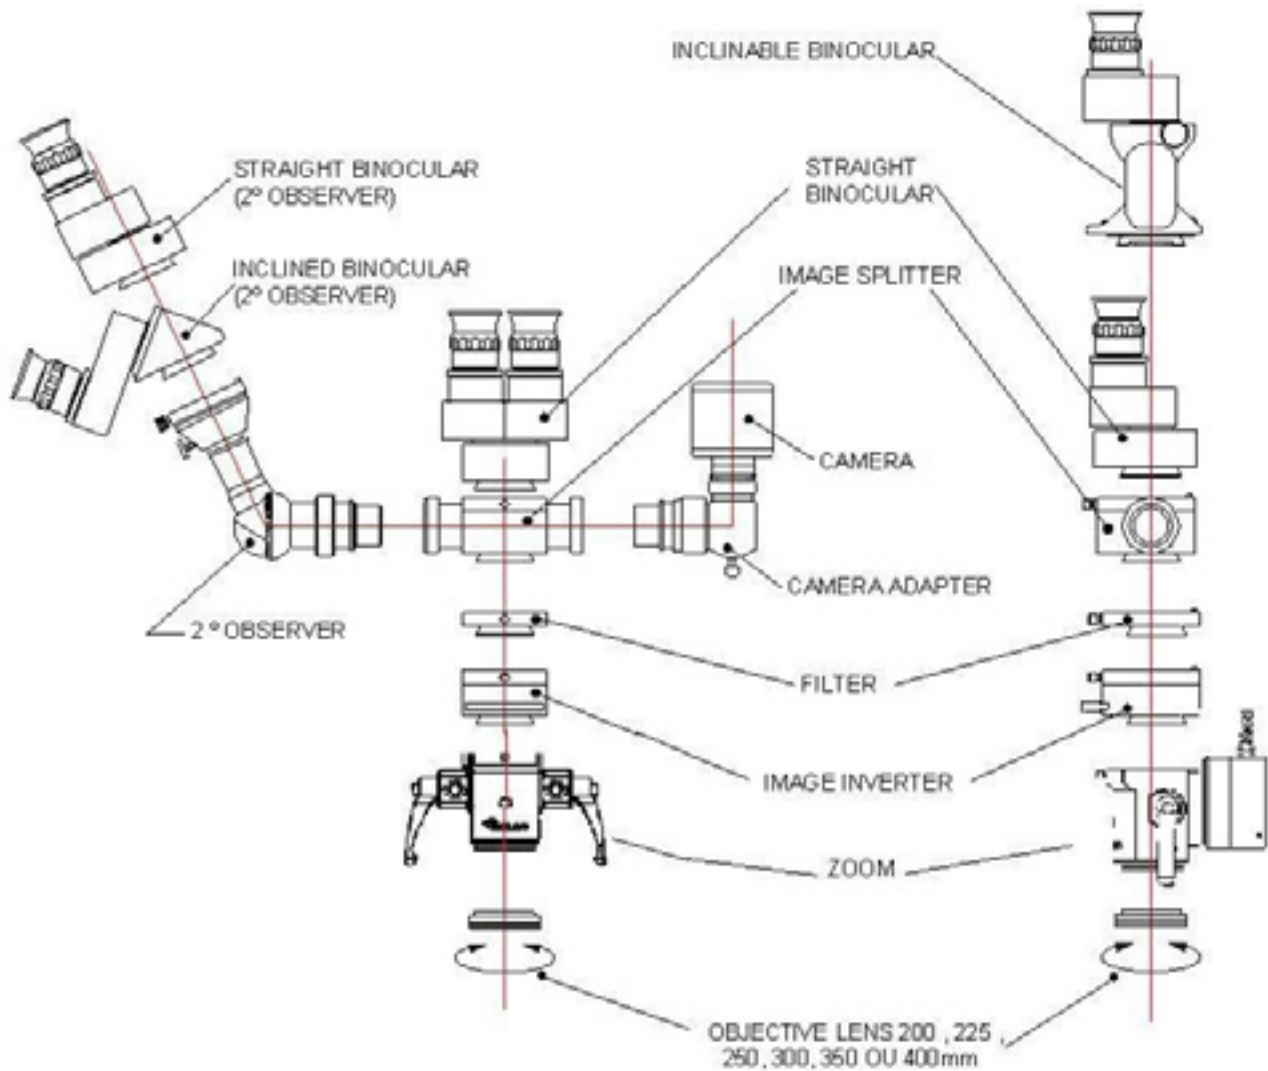 INCLINABLE BINOCULAR
STRAIGHT BINOCULAR
(2º OBSERVER)
STRAIGHT
BINOCULAR
INCLINED BINOCULAR
(2º OBSERVER)
IMAGE SPLITTER
CAMERA
CAMERA ADAPTER
2 º OBSERVER
FILTER
IMAGE INVERTER
ZOOM
OBJECTIVE LENS 200 , 225 ,
250, 300, 350 OU 400mm